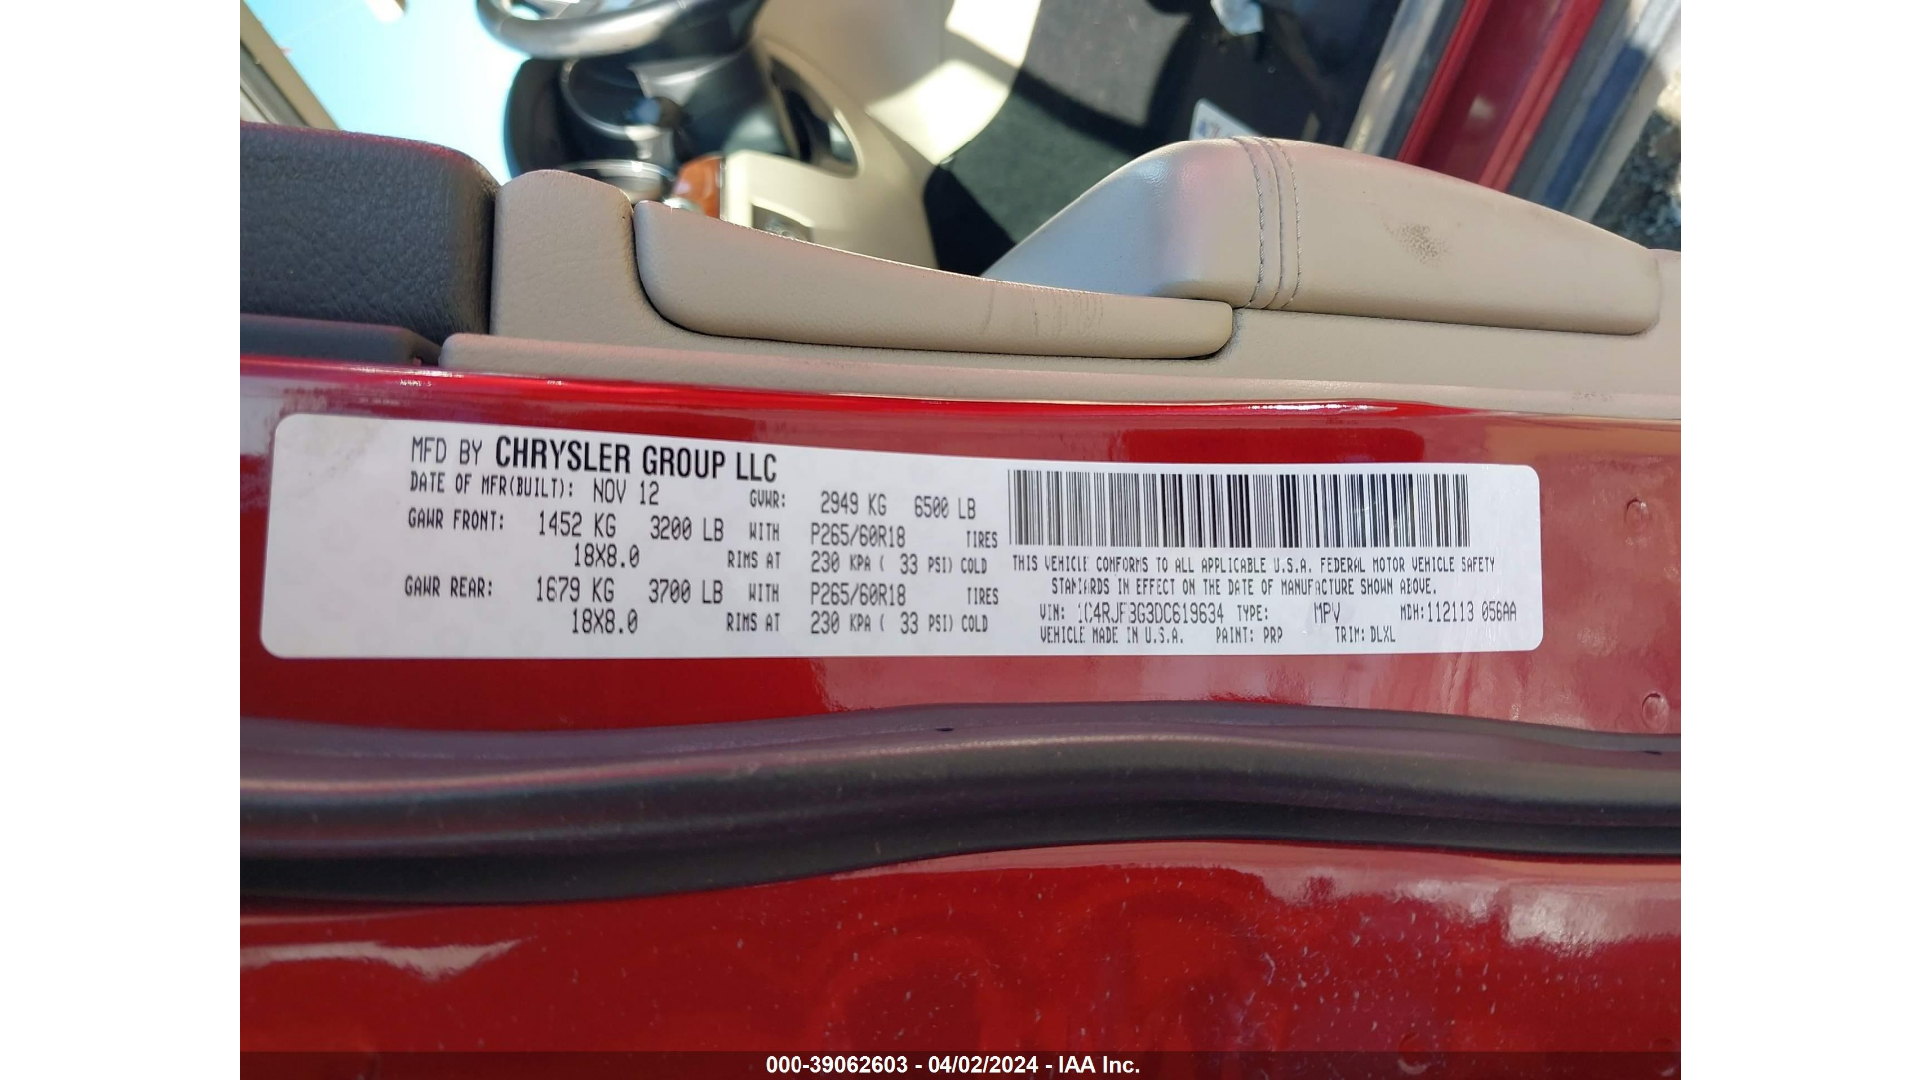 MFD BY CHRYSLER GROUP LLC
DATE OF MFR(BUILT): NOV 12 GVWR: 2949 KG 6500 LB
GAWR FRONT: 1452 KG 3200 LB WITH P265/60R18 TIRES
18X8.0 RIMS AT 230 KPA ( 33 PSI) COLD
GAWR REAR: 1679 KG 3700 LB WITH P265/60R18 TIRES
18X8.0 RIMS AT 230 KPA ( 33 PSI) COLD
THIS VEHICLE CONFORMS TO ALL APPLICABLE U.S.A. FEDERAL MOTOR VEHICLE SAFETY
STANDARDS IN EFFECT ON THE DATE OF MANUFACTURE SHOWN ABOVE.
VIN: 1C4RJFBG3DC619634 TYPE: MPV MDH:112113 056AA
VEHICLE MADE IN U.S.A. PAINT: PRP TRIM: DLXL
000-39062603 - 04/02/2024 - IAA Inc.